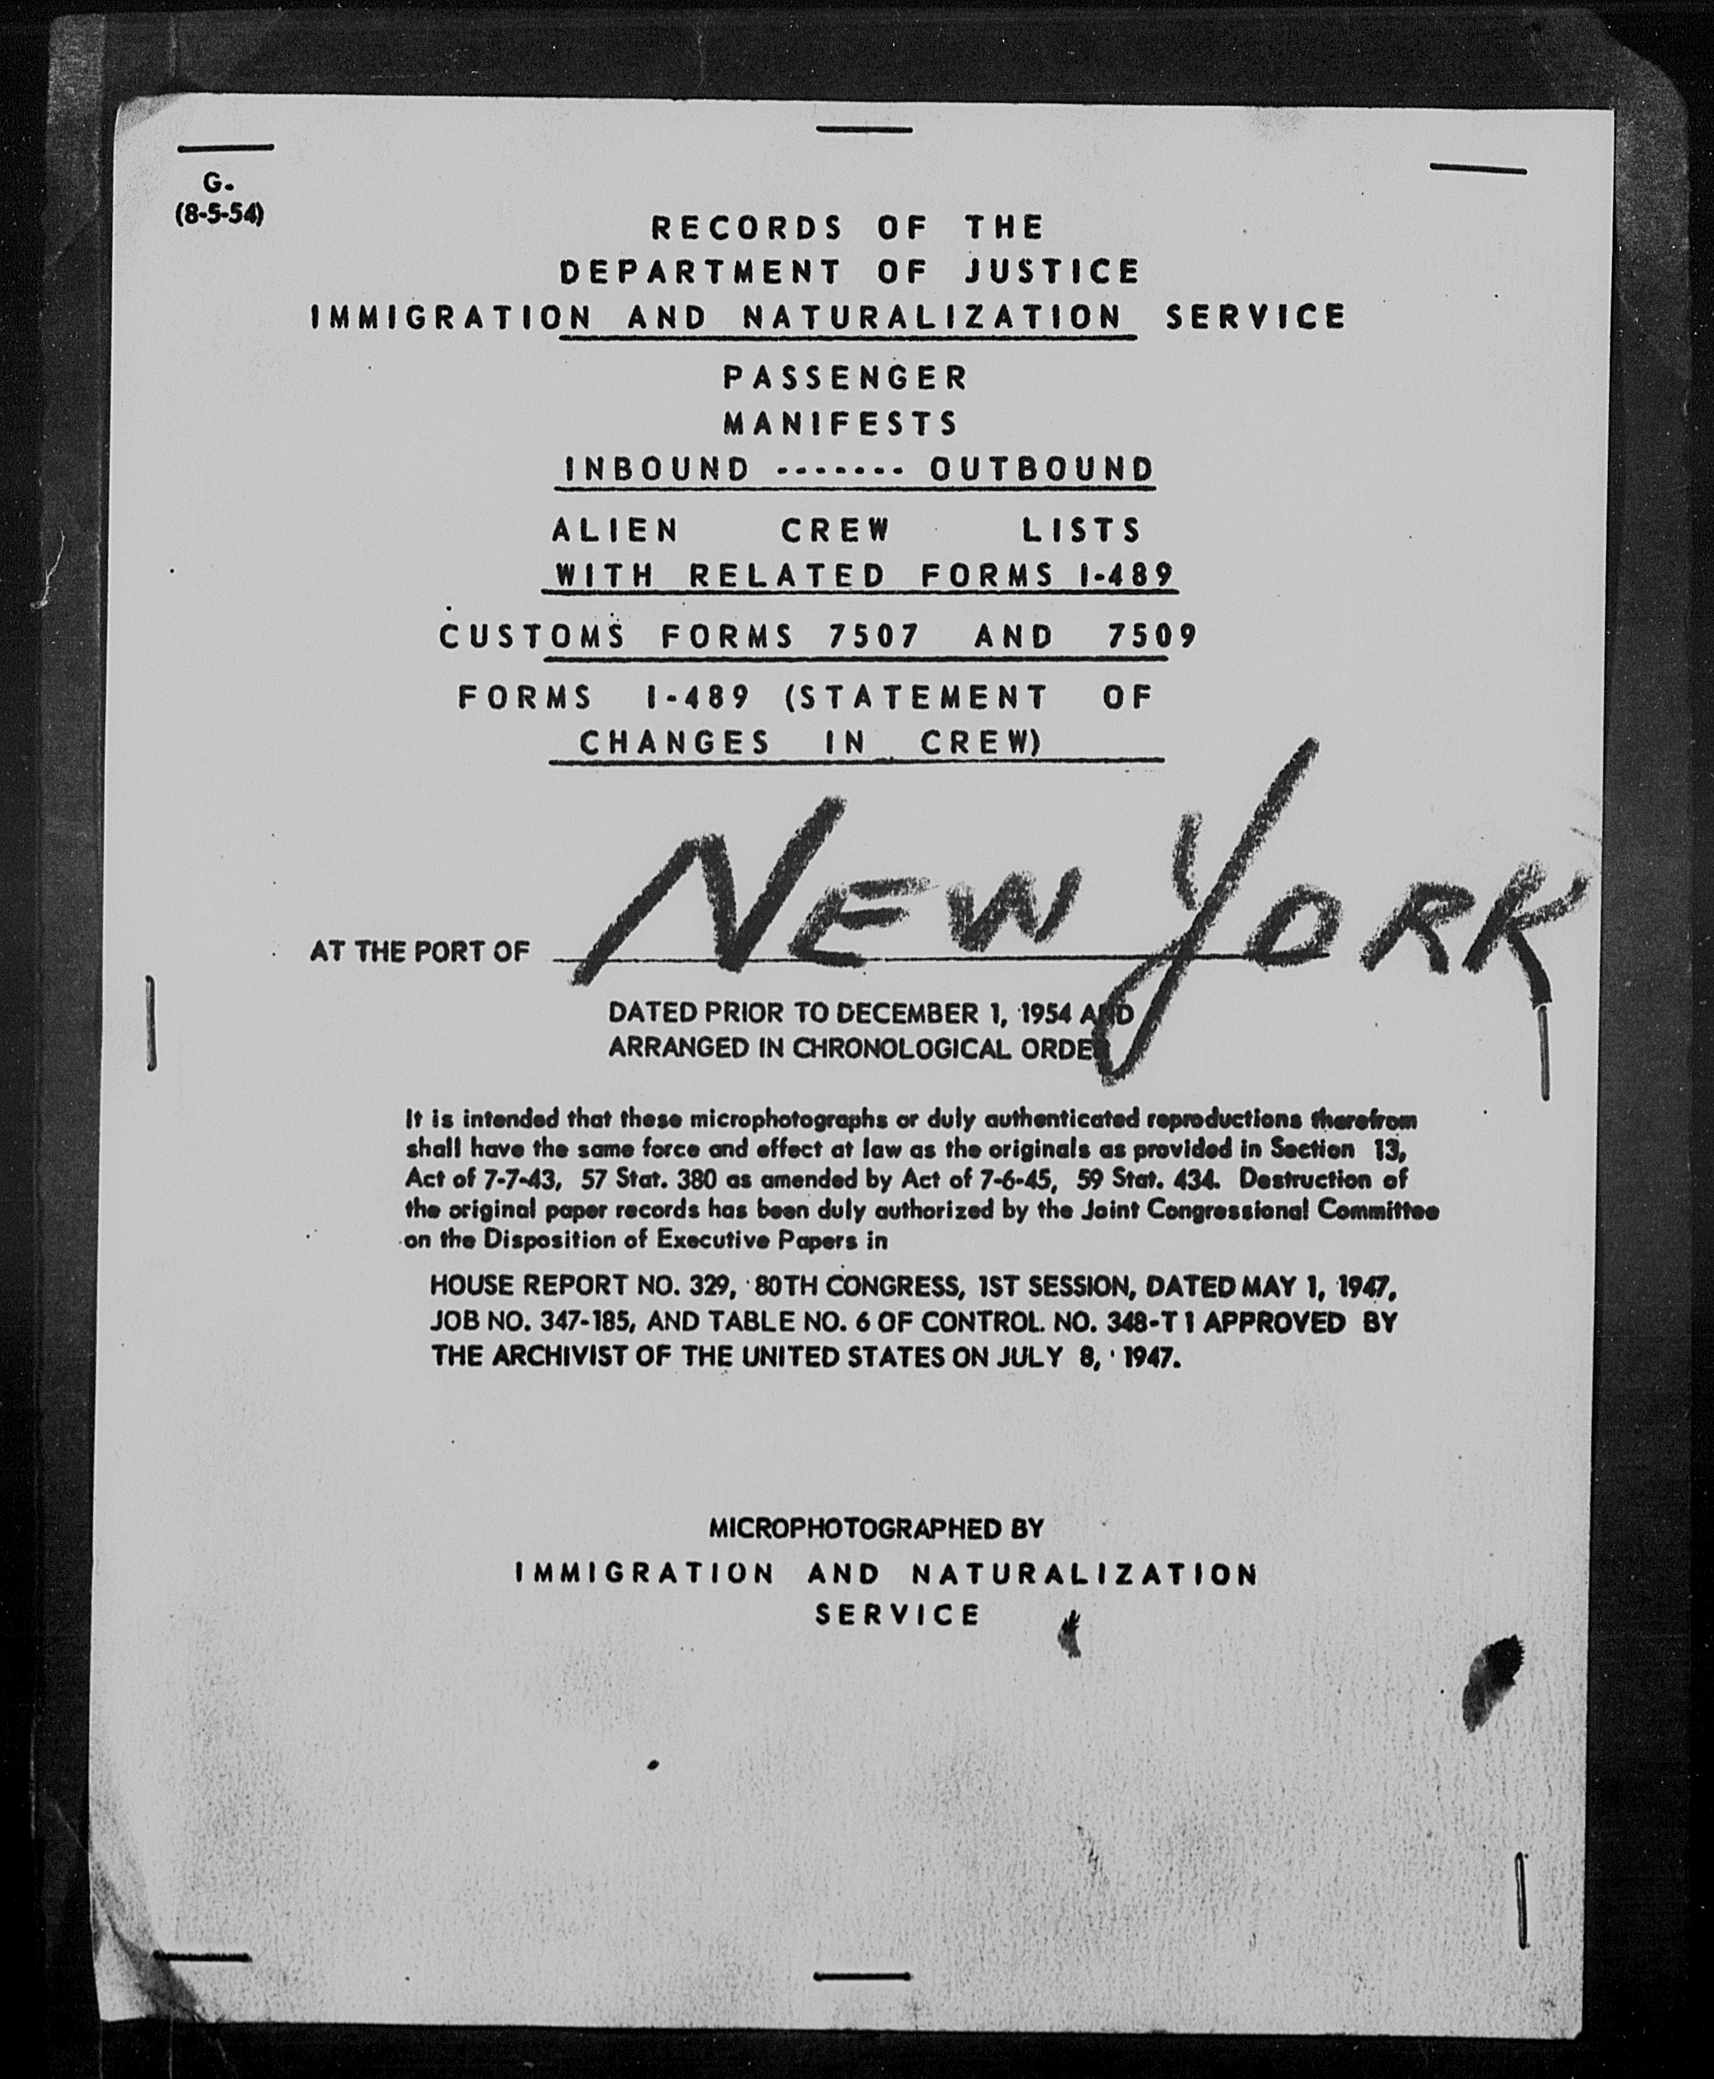 G.
(8-5-54)
RECORDS OF THE
DEPARTMENT OF JUSTICE
IMMIGRATION AND NATURALIZATION SERVICE
PASSENGER
MANIFESTS
INBOUND ------- OUTBOUND
ALIEN CREW LISTS
WITH RELATED FORMS I-489
CUSTOMS FORMS 7507 AND 7509
FORMS I-489 (STATEMENT OF
CHANGES IN CREW)
AT THE PORT OF NEW YORK
DATED PRIOR TO DECEMBER 1, 1954 AND
ARRANGED IN CHRONOLOGICAL ORDER
It is intended that these microphotographs or duly authenticated reproductions therefrom
shall have the same force and effect at law as the originals as provided in Section 13,
Act of 7-7-43, 57 Stat. 380 as amended by Act of 7-6-45, 59 Stat. 434. Destruction of
the original paper records has been duly authorized by the Joint Congressional Committee
on the Disposition of Executive Papers in
HOUSE REPORT NO. 329, 80TH CONGRESS, 1ST SESSION, DATED MAY 1, 1947,
JOB NO. 347-185, AND TABLE NO. 6 OF CONTROL NO. 348-T1 APPROVED BY
THE ARCHIVIST OF THE UNITED STATES ON JULY 8, 1947.
MICROPHOTOGRAPHED BY
IMMIGRATION AND NATURALIZATION
SERVICE